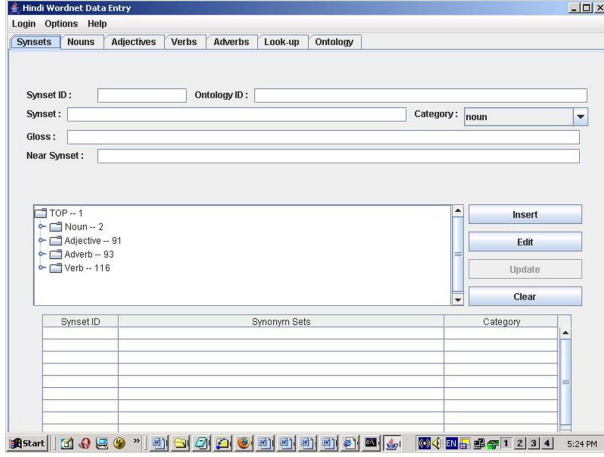 Hindi Wordnet Data Entry
Login Options Help
Synsets Nouns Adjectives Verbs Adverbs Look-up Ontology
Synset ID : Ontology ID :
Synset : Category : noun
Gloss :
Near Synset :
TOP -- 1
Noun -- 2
Adjective -- 91
Adverb -- 93
Verb -- 116
Insert
Edit
Update
Clear
Synset ID Synonym Sets Category
Start » EN 1 2 3 4 5:24 PM